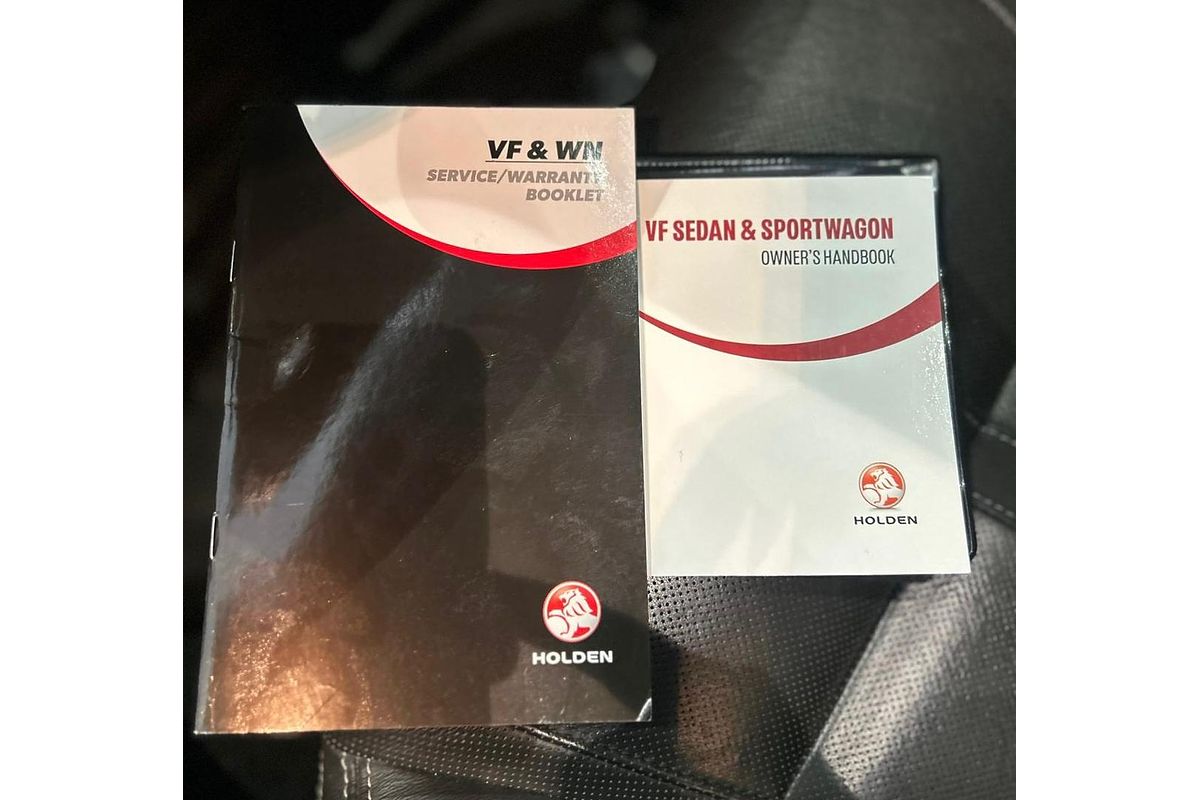 VF & WN
SERVICE/WARRANTY
BOOKLET
HOLDEN
VF SEDAN & SPORTWAGON
OWNER'S HANDBOOK
HOLDEN